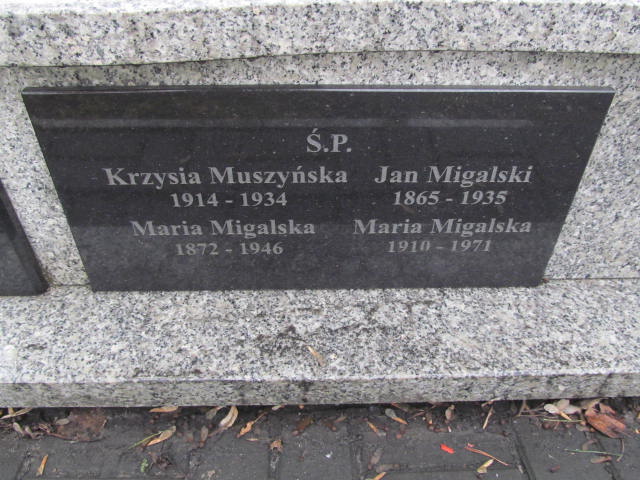 Ś.P.
Krzysia Muszyńska Jan Migalski
1914 - 1934 1865 - 1935
Maria Migalska Maria Migalska
1872 - 1946 1910 - 1971